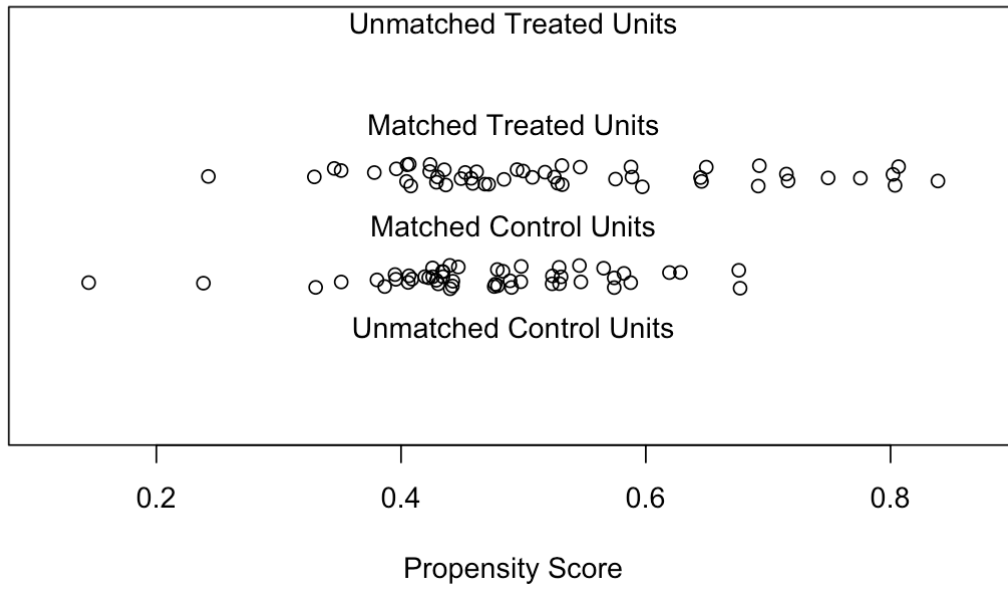 Unmatched Treated Units
Matched Treated Units
Matched Control Units
Unmatched Control Units
0.2 0.4 0.6 0.8
Propensity Score